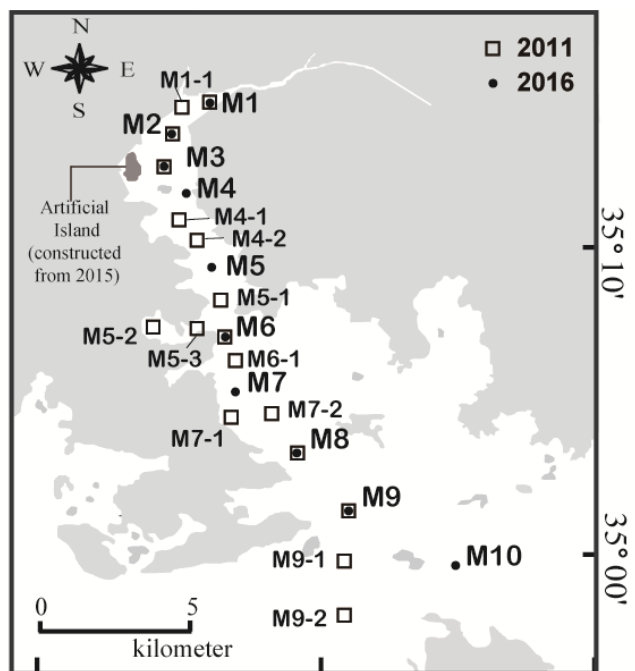 N
W E
S
2011
2016
M1-1
M1
M2
M3
M4
Artificial
Island
(constructed
from 2015)
M4-1
M4-2
35°10'
M5
M5-1
M5-2
M5-3
M6
M6-1
M7
M7-1
M7-2
M8
M9
M9-1
M10
35°00'
M9-2
0 5
kilometer